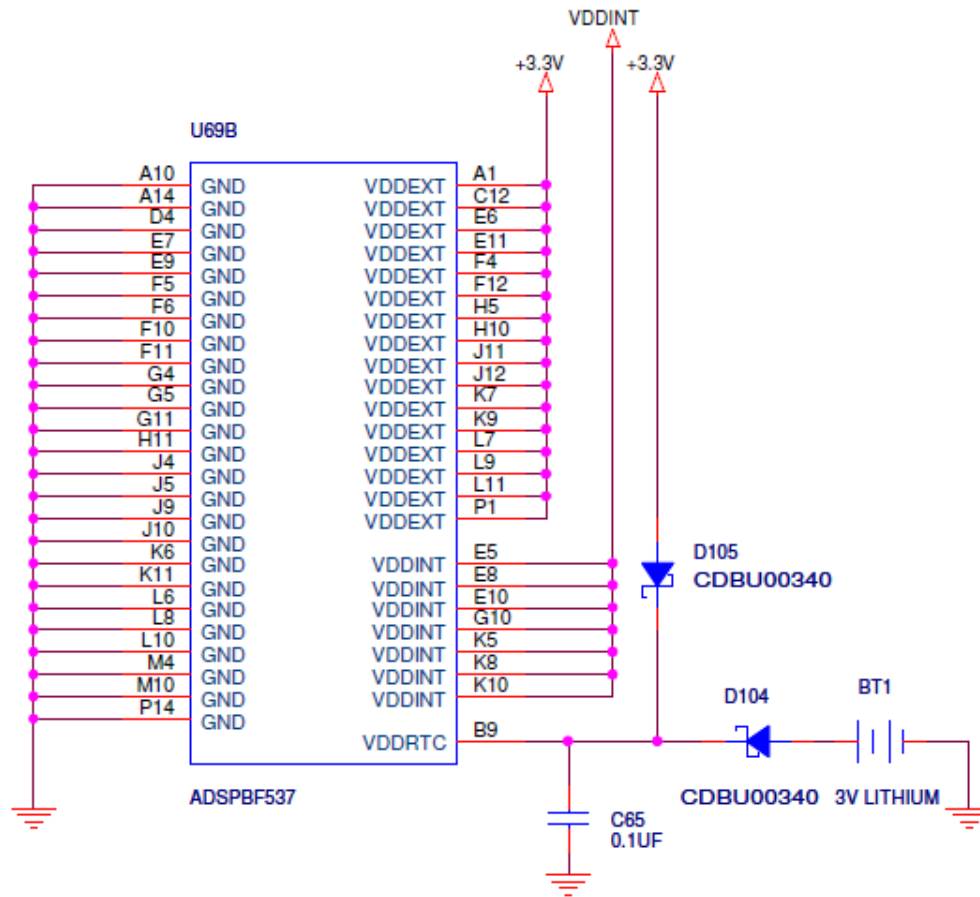 VDDINT
+3.3V +3.3V
U69B
A10 GND VDDEXT A1
A14 GND VDDEXT C12
D4 GND VDDEXT E6
E7 GND VDDEXT E11
E9 GND VDDEXT F4
F5 GND VDDEXT F12
F6 GND VDDEXT H5
F10 GND VDDEXT H10
F11 GND VDDEXT J11
G4 GND VDDEXT J12
G5 GND VDDEXT K7
G11 GND VDDEXT K9
H11 GND VDDEXT L7
J4 GND VDDEXT L9
J5 GND VDDEXT L11
J9 GND VDDEXT P1
J10 GND
K6 GND VDDINT E5
K11 GND VDDINT E8
L6 GND VDDINT E10
L8 GND VDDINT G10
L10 GND VDDINT K5
M4 GND VDDINT K8
M10 GND VDDINT K10
P14 GND
VDDRTC B9
ADSPBF537
D105
CDBU00340
D104 BT1
CDBU00340 3V LITHIUM
C65
0.1UF